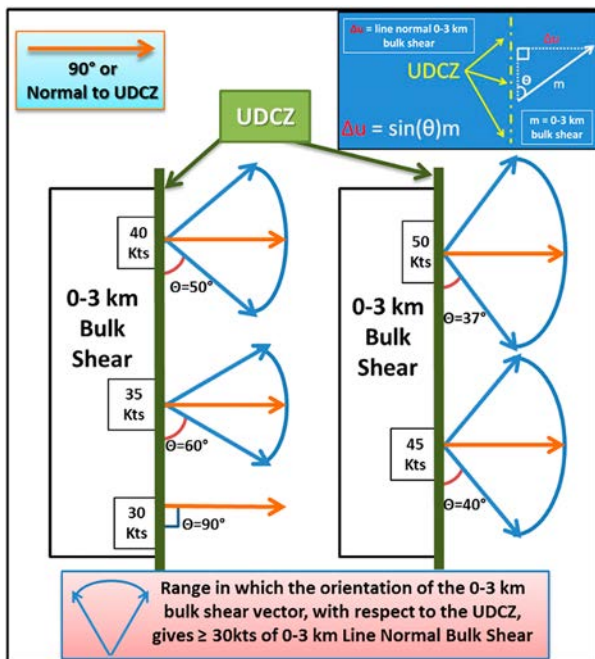 90° or
Normal to UDCZ
Δu = line normal 0-3 km
bulk shear
UDCZ
Δu = sin(θ)m
Δu
Θ
m
m = 0-3 km
bulk shear
UDCZ
0-3 km
Bulk
Shear
40
Kts
Θ=50°
35
Kts
Θ=60°
30
Kts
Θ=90°
0-3 km
Bulk
Shear
50
Kts
Θ=37°
45
Kts
Θ=40°
Range in which the orientation of the 0-3 km
bulk shear vector, with respect to the UDCZ,
gives ≥ 30kts of 0-3 km Line Normal Bulk Shear